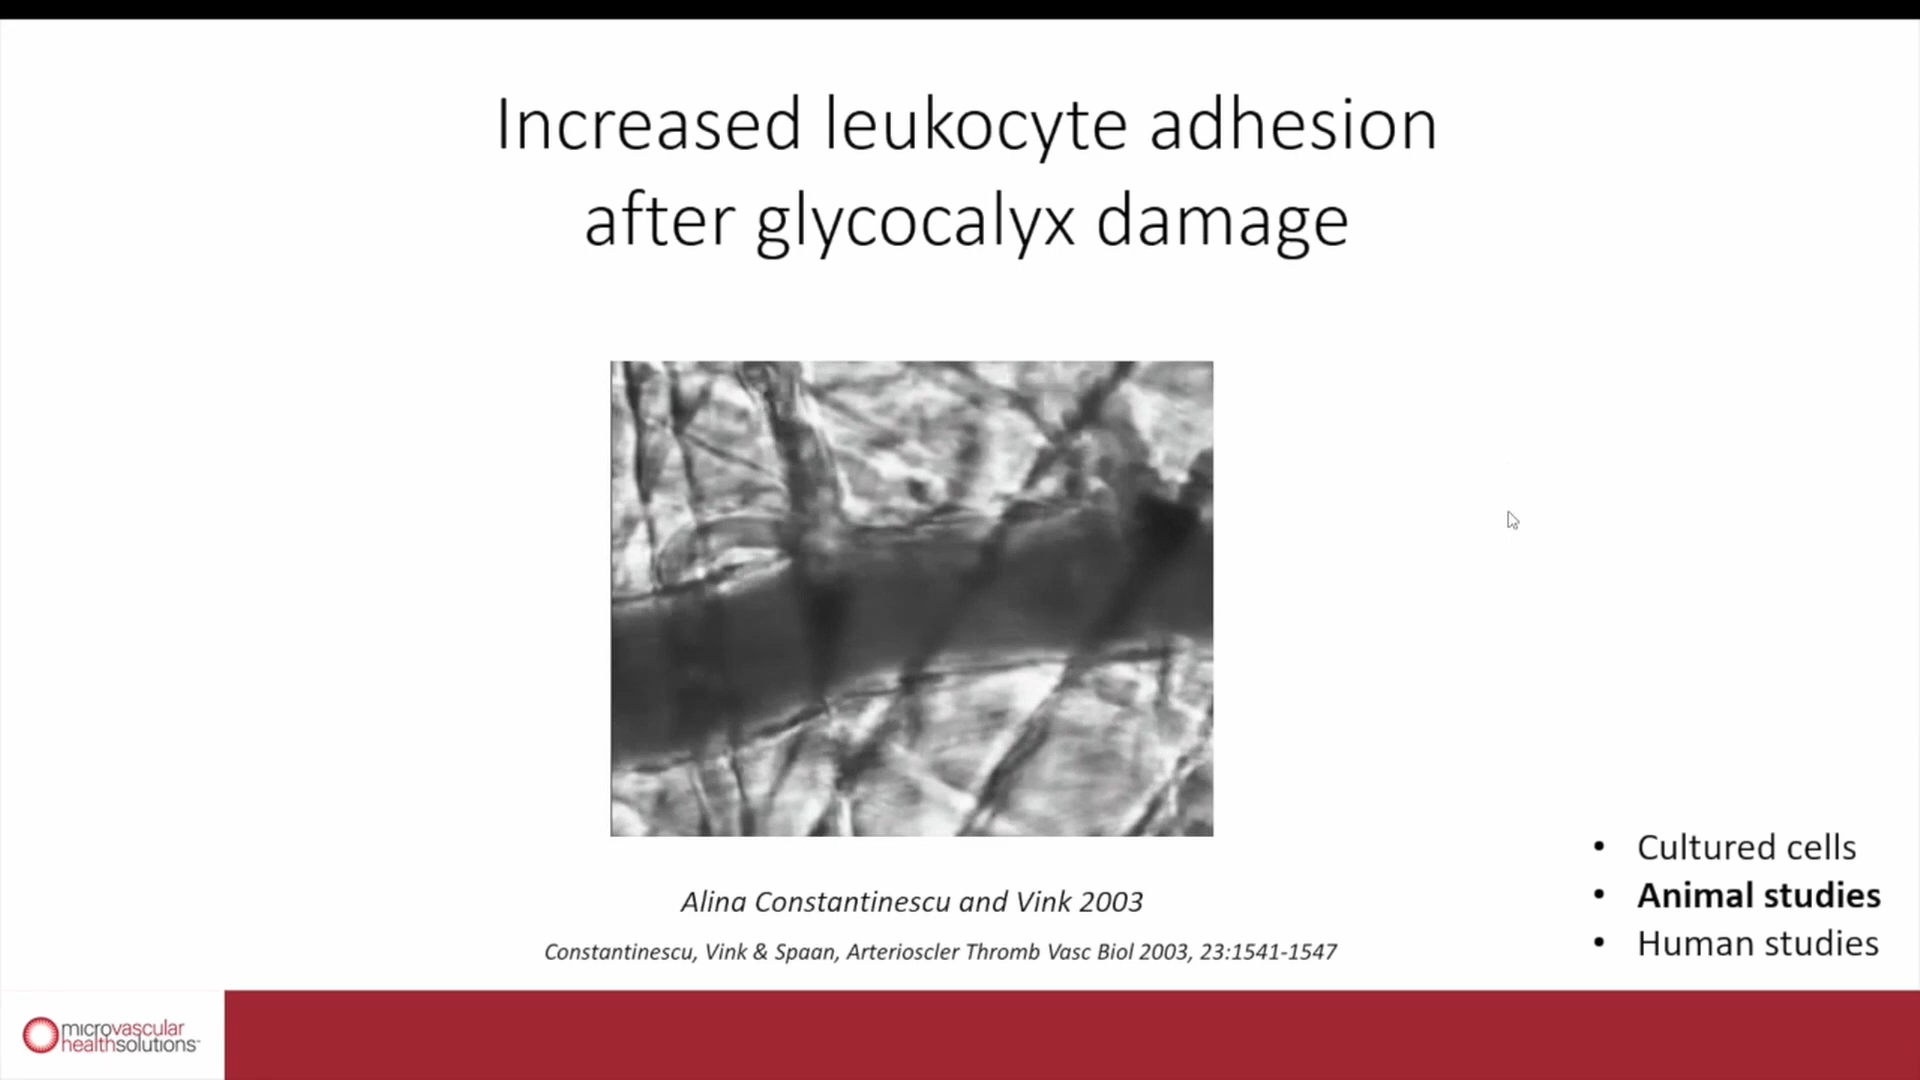 Increased leukocyte adhesion
after glycocalyx damage
Alina Constantinescu and Vink 2003
Constantinescu, Vink & Spaan, Arterioscler Thromb Vasc Biol 2003, 23:1541-1547
• Cultured cells
• Animal studies
• Human studies
microvascular
healthsolutions™